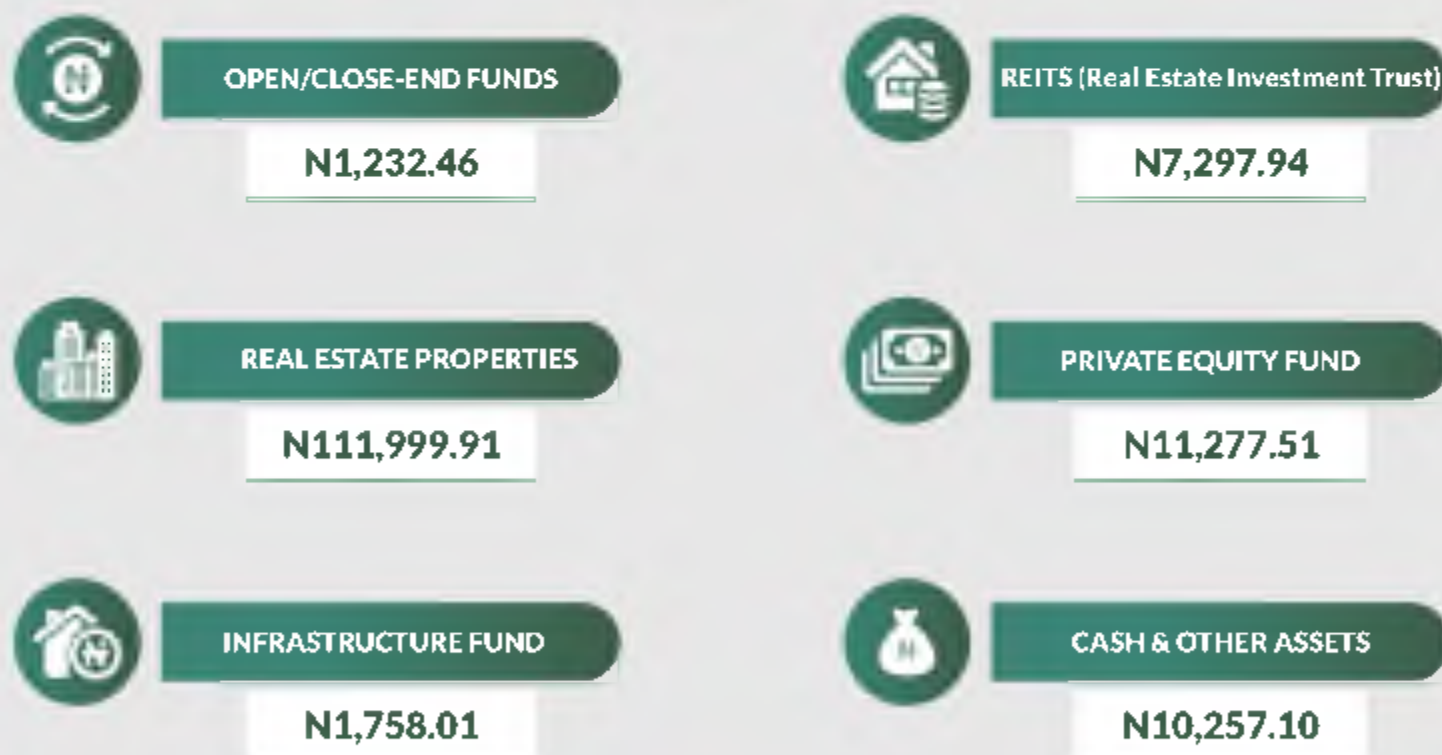 OPEN/CLOSE-END FUNDS
N1,232.46
REITS (Real Estate Investment Trust)
N7,297.94
REAL ESTATE PROPERTIES
N111,999.91
PRIVATE EQUITY FUND
N11,277.51
INFRASTRUCTURE FUND
N1,758.01
CASH & OTHER ASSETS
N10,257.10